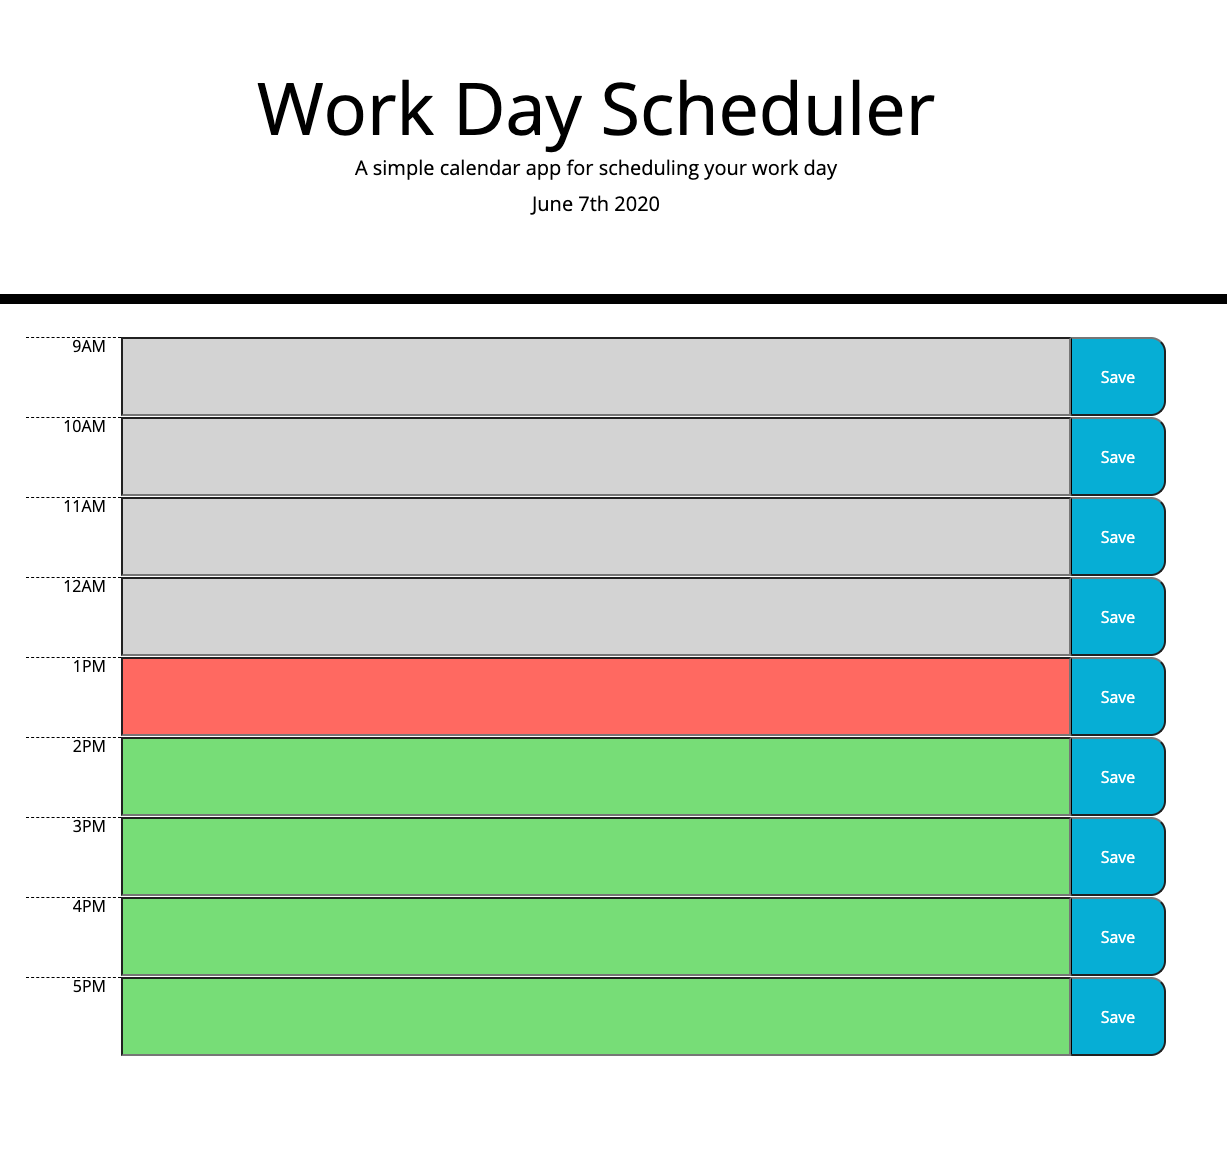 Work Day Scheduler
A simple calendar app for scheduling your work day
June 7th 2020
9AM
Save
10AM
Save
11AM
Save
12AM
Save
1PM
Save
2PM
Save
3PM
Save
4PM
Save
5PM
Save